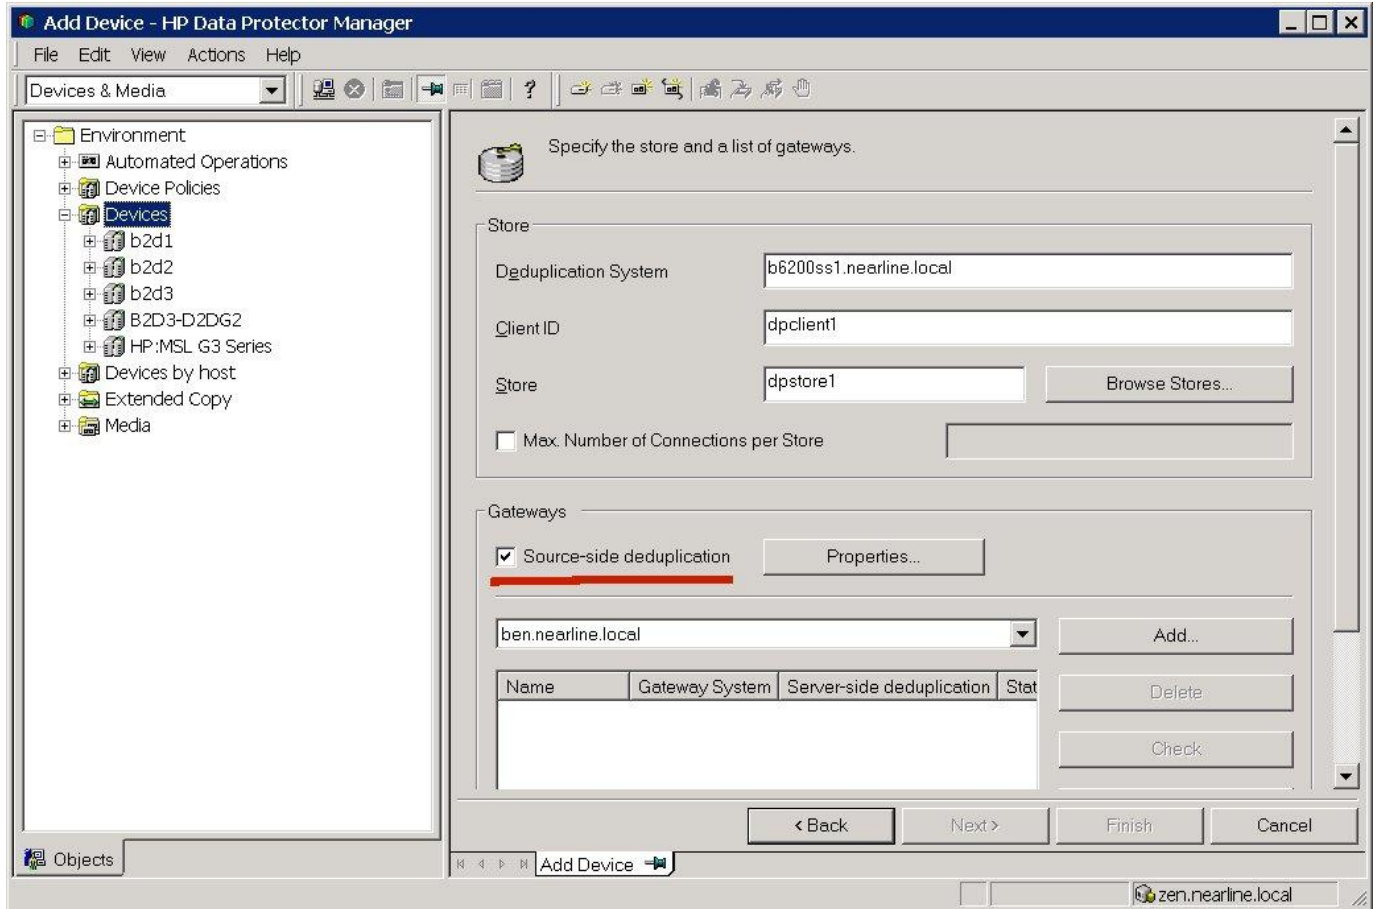 Add Device - HP Data Protector Manager
File Edit View Actions Help
Devices & Media
Environment
Automated Operations
Device Policies
Devices
b2d1
b2d2
b2d3
B2D3-D2DG2
HP:MSL G3 Series
Devices by host
Extended Copy
Media
Objects
Specify the store and a list of gateways.
Store
Deduplication System b6200ss1.nearline.local
Client ID dpclient1
Store dpstore1 Browse Stores...
Max. Number of Connections per Store
Gateways
Source-side deduplication Properties...
ben.nearline.local Add...
Name Gateway System Server-side deduplication Stat
Delete
Check
< Back Next > Finish Cancel
Add Device
zen.nearline.local